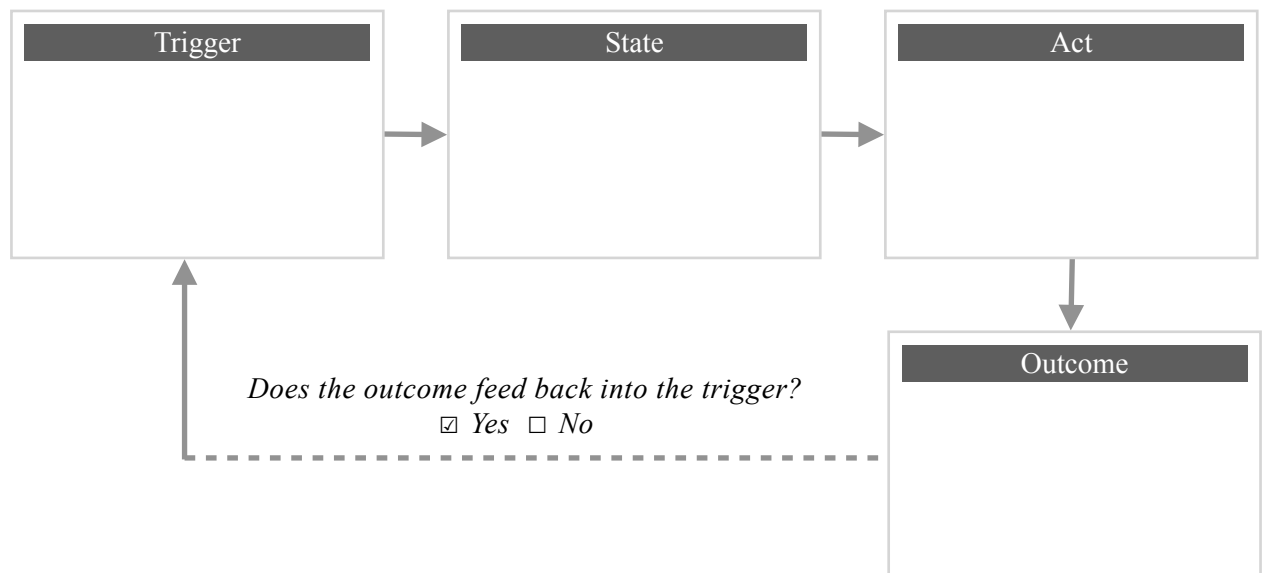 Trigger
State
Act
Outcome
Does the outcome feed back into the trigger?
☑ Yes ☐ No